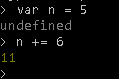 > var n = 5
undefined
> n += 6
11
>